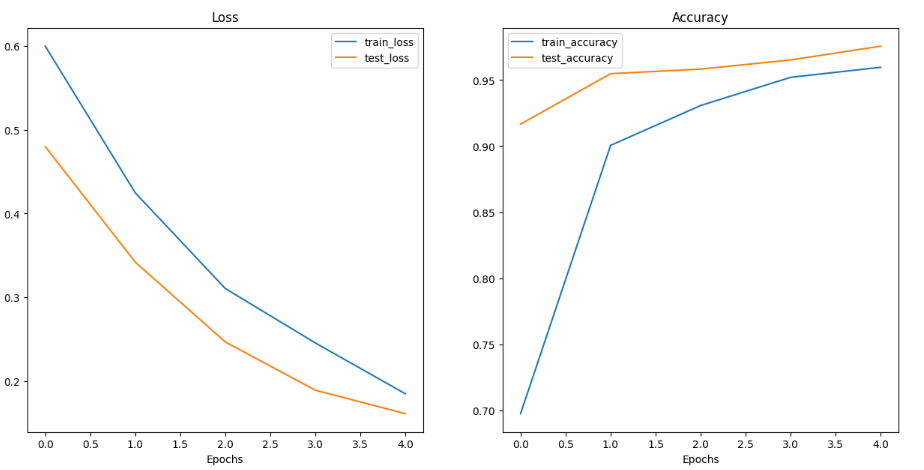 Loss
train_loss
test_loss
0.6
0.5
0.4
0.3
0.2
0.0 0.5 1.0 1.5 2.0 2.5 3.0 3.5 4.0
Epochs
Accuracy
train_accuracy
test_accuracy
0.95
0.90
0.85
0.80
0.75
0.70
0.0 0.5 1.0 1.5 2.0 2.5 3.0 3.5 4.0
Epochs